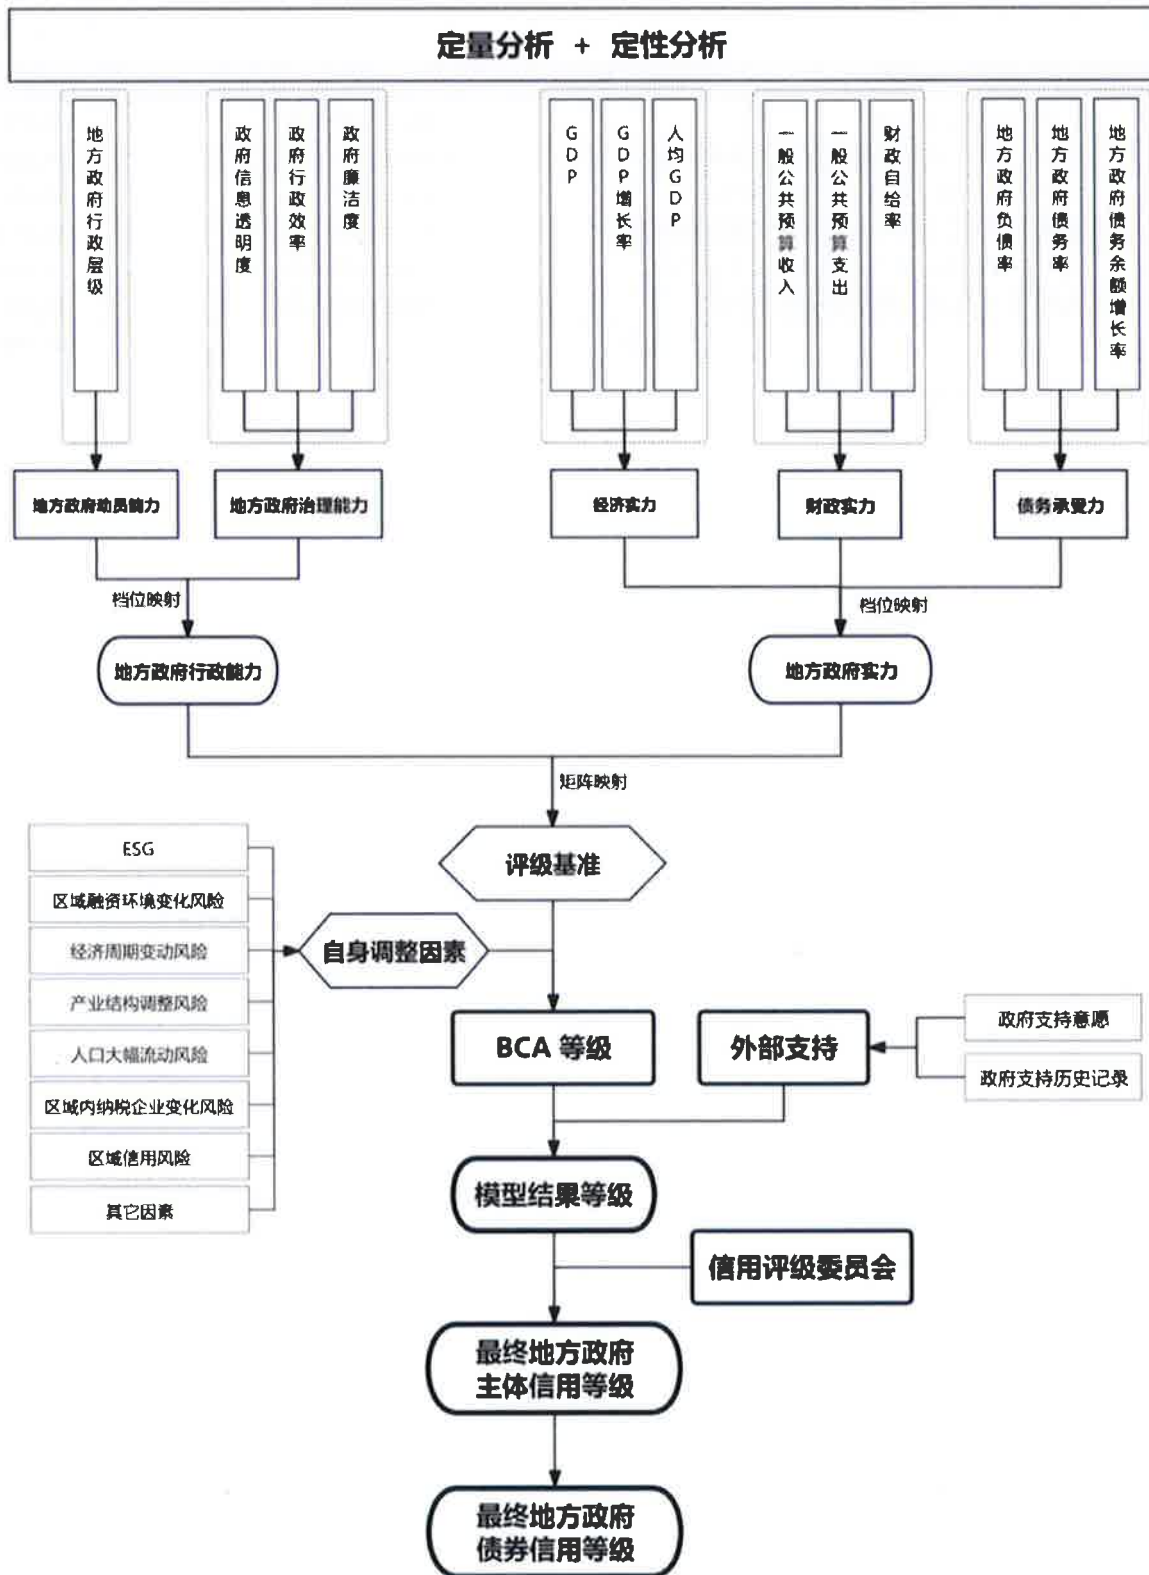 定量分析 + 定性分析
地方政府行政层级
政府信息透明度
政府行政效率
政府廉洁度
GDP
GDP增长率
人均GDP
一般公共预算收入
一般公共预算支出
财政自给率
地方政府负债率
地方政府债务率
地方政府债务余额增长率
地方政府动员能力
地方政府治理能力
经济实力
财政实力
债务承受力
档位映射
档位映射
地方政府行政能力
地方政府实力
矩阵映射
评级基准
ESG
区域融资环境变化风险
经济周期变动风险
产业结构调整风险
人口大幅流动风险
区域内纳税企业变化风险
区域信用风险
其它因素
自身调整因素
BCA 等级
外部支持
政府支持意愿
政府支持历史记录
模型结果等级
信用评级委员会
最终地方政府
主体信用等级
最终地方政府
债券信用等级